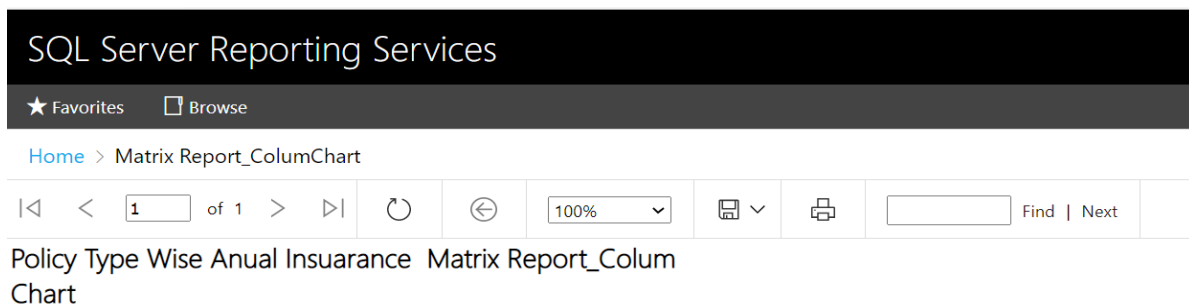 SQL Server Reporting Services
Favorites Browse
Home > Matrix Report_ColumChart
1 of 1 100% Find | Next
Policy Type Wise Anual Insuarance Matrix Report_Colum
Chart